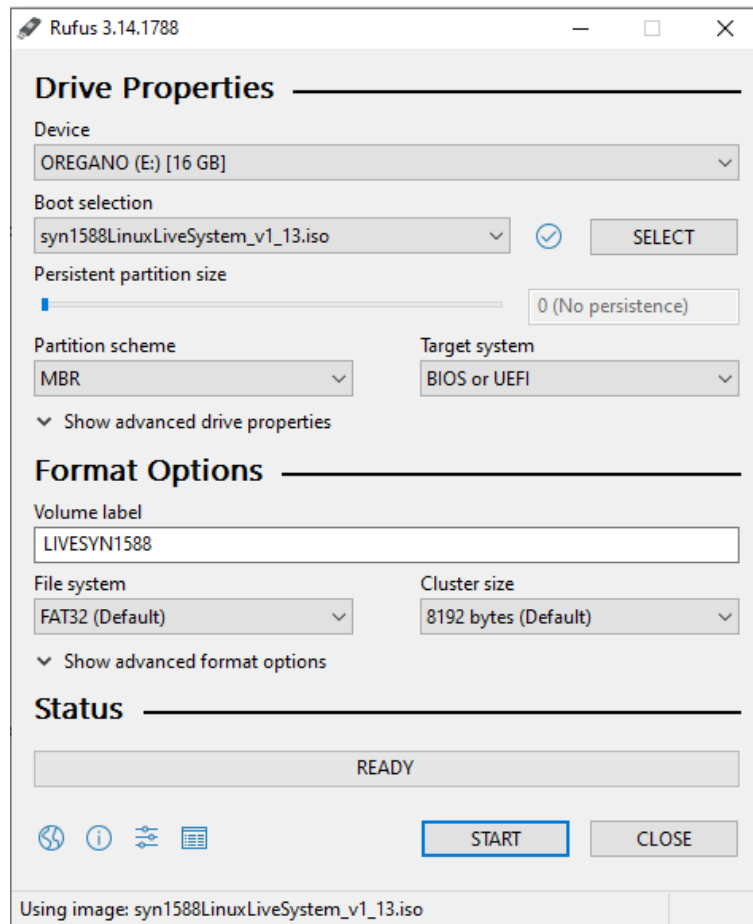 Rufus 3.14.1788
Drive Properties
Device
OREGANO (E:) [16 GB]
Boot selection
syn1588LinuxLiveSystem_v1_13.iso
SELECT
Persistent partition size
0 (No persistence)
Partition scheme
Target system
MBR
BIOS or UEFI
Show advanced drive properties
Format Options
Volume label
LIVESYN1588
File system
Cluster size
FAT32 (Default)
8192 bytes (Default)
Show advanced format options
Status
READY
START
CLOSE
Using image: syn1588LinuxLiveSystem_v1_13.iso